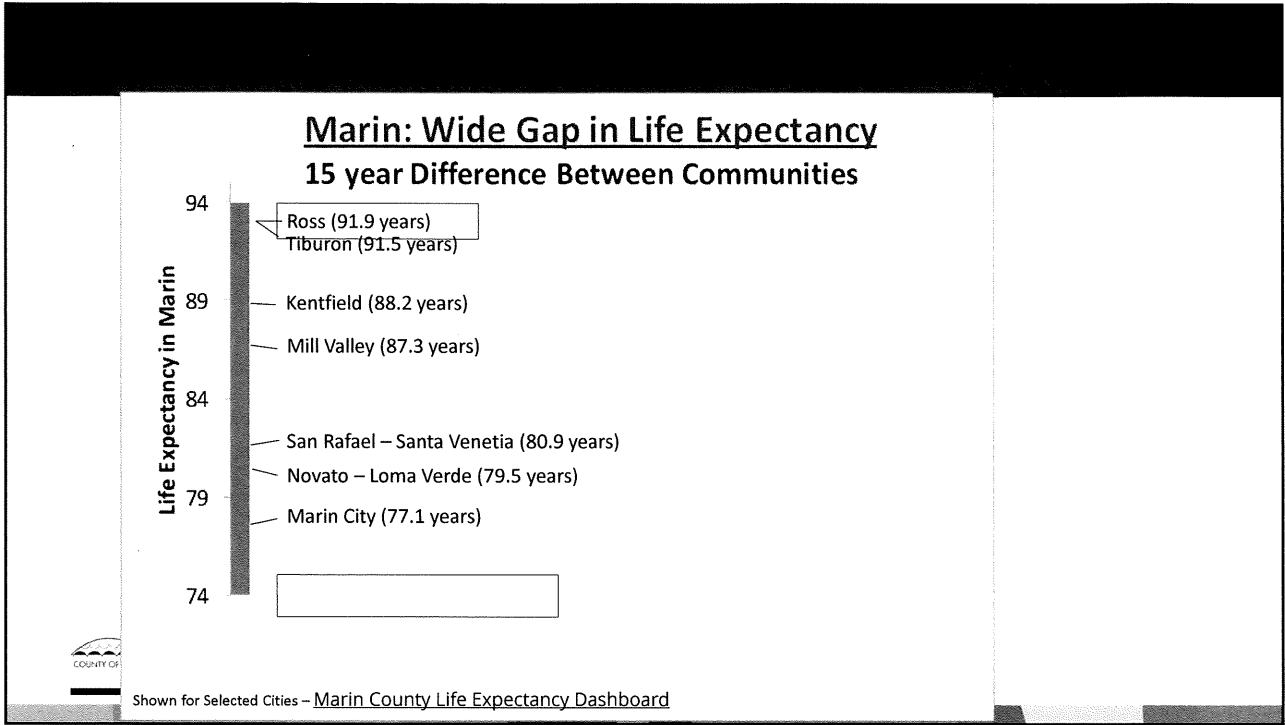 Marin: Wide Gap in Life Expectancy
15 year Difference Between Communities
94
Ross (91.9 years)
Tiburon (91.5 years)
Life Expectancy in Marin
89
Kentfield (88.2 years)
Mill Valley (87.3 years)
84
San Rafael – Santa Venetia (80.9 years)
Novato – Loma Verde (79.5 years)
79
Marin City (77.1 years)
74
COUNTY OF
Shown for Selected Cities – Marin County Life Expectancy Dashboard